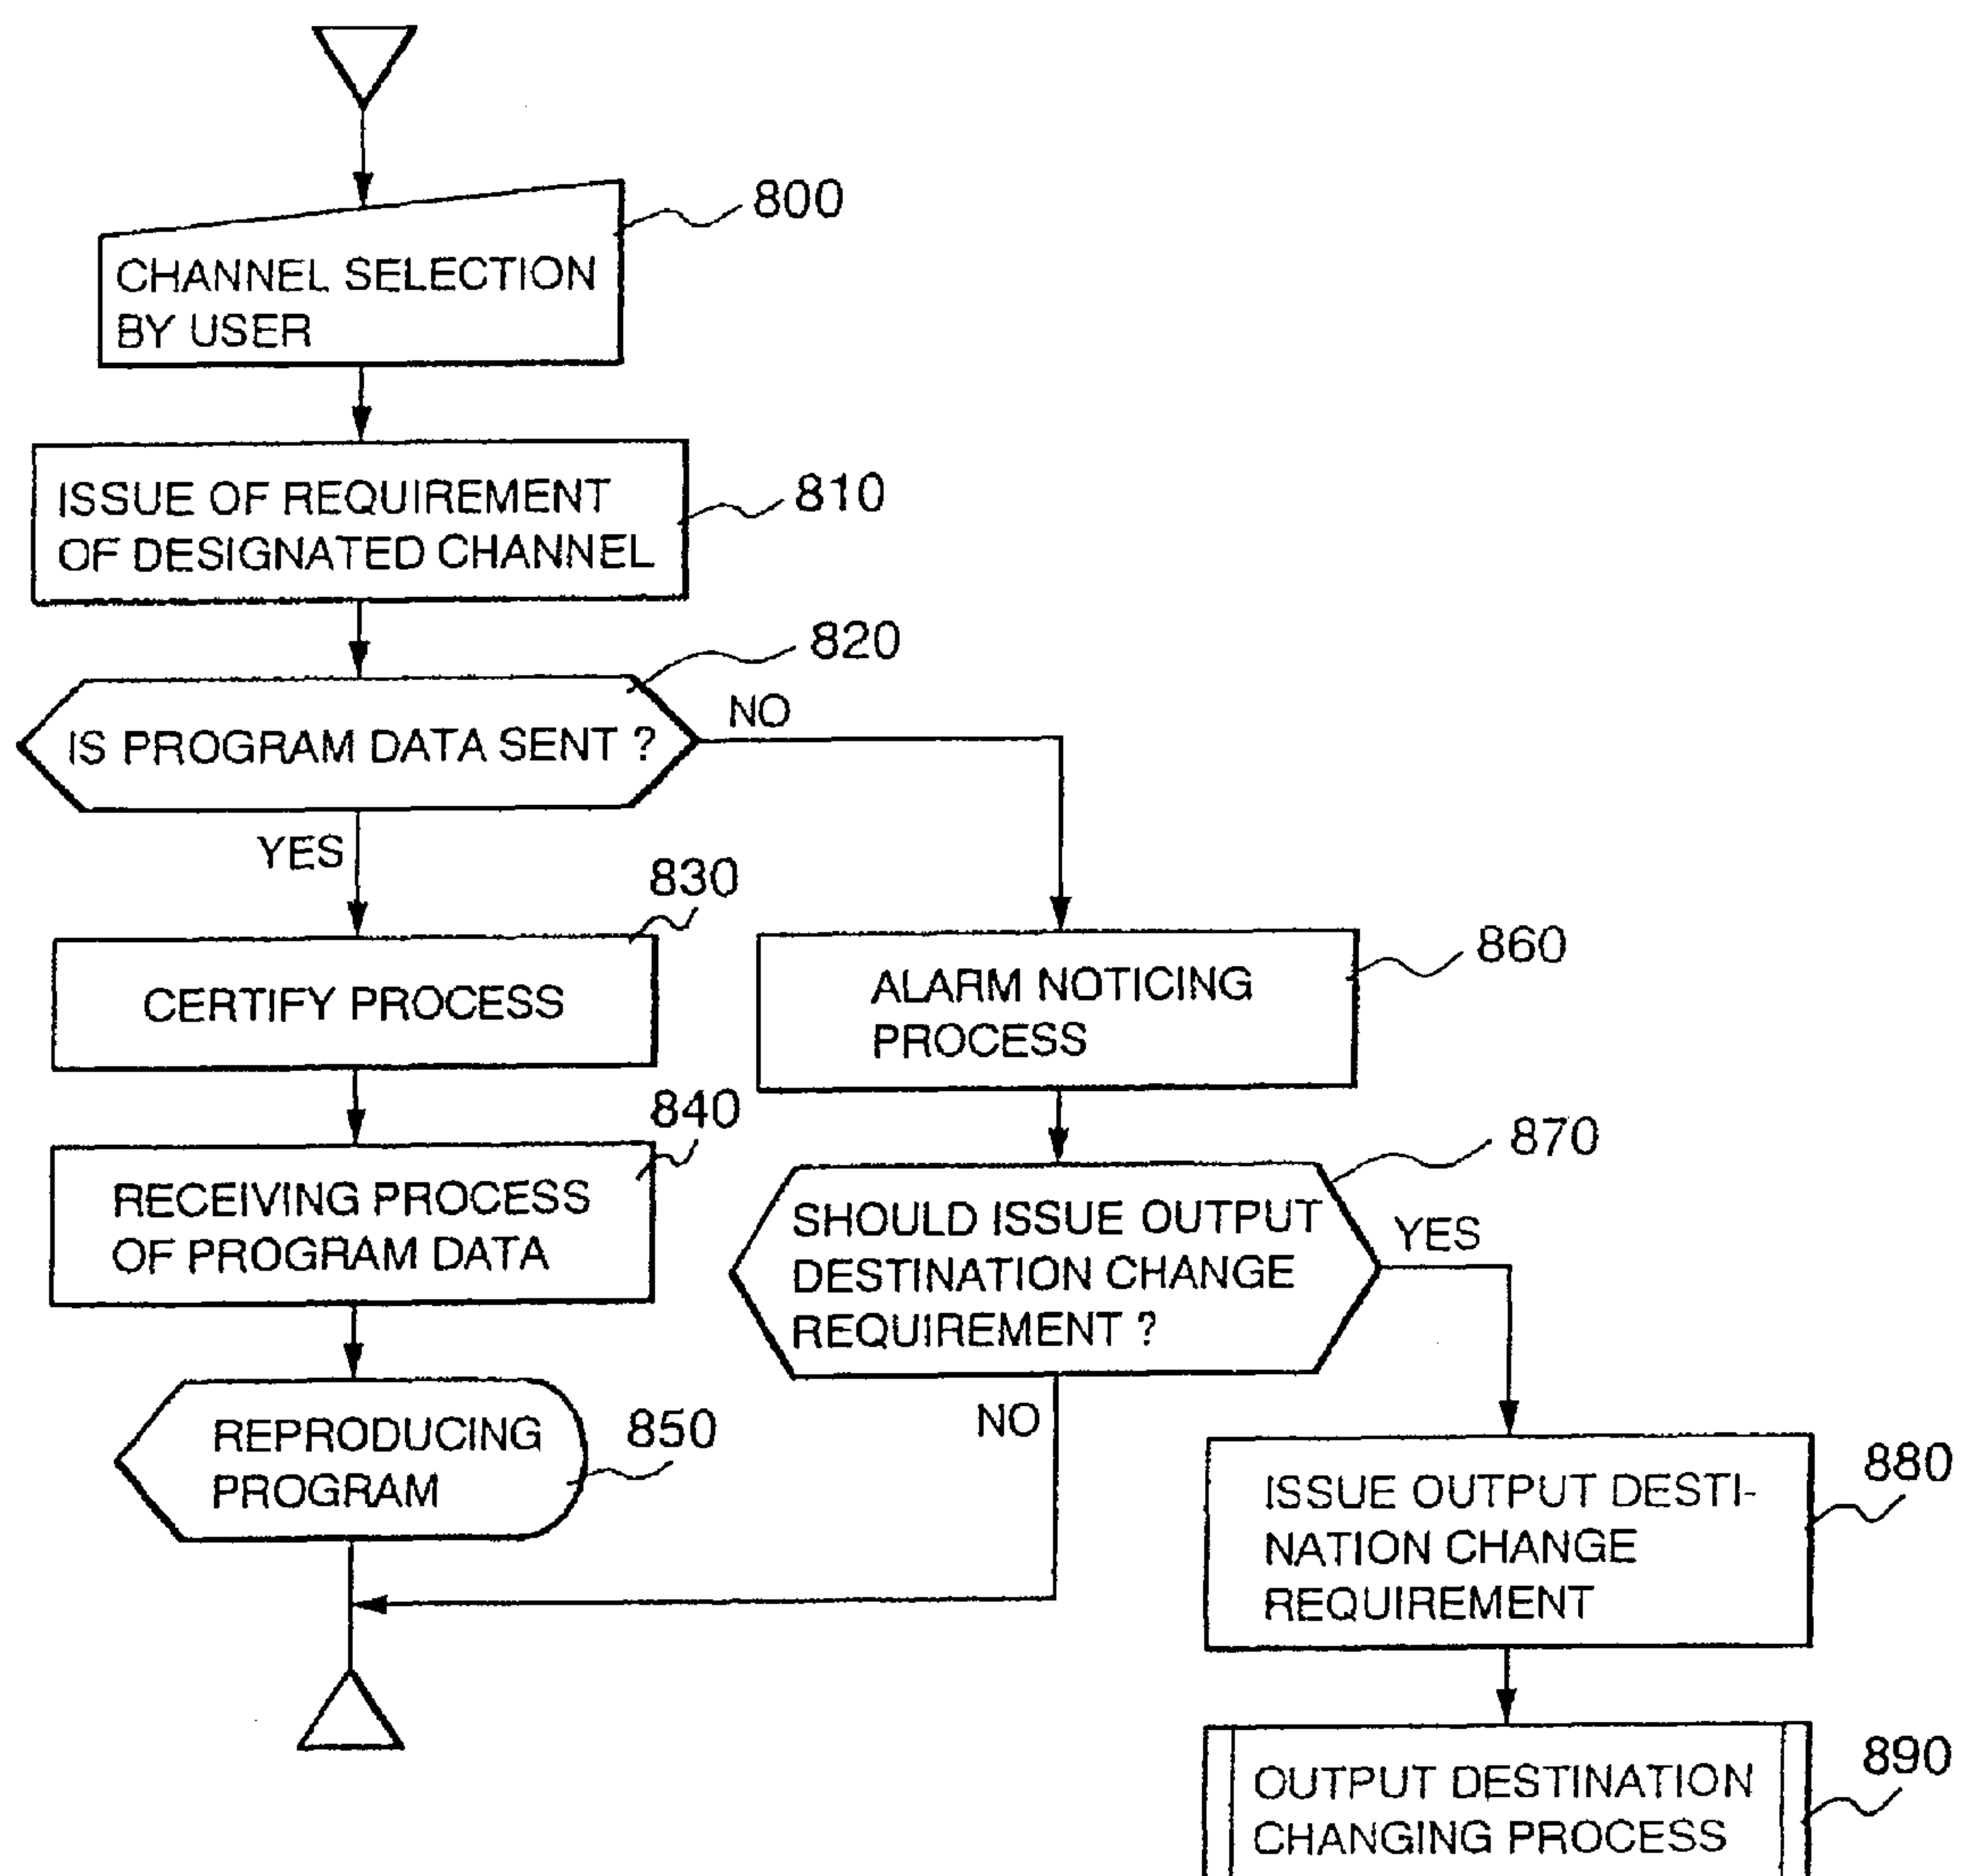 800
CHANNEL SELECTION
BY USER
810
ISSUE OF REQUIREMENT
OF DESIGNATED CHANNEL
820
IS PROGRAM DATA SENT ?
NO
YES
830
CERTIFY PROCESS
840
RECEIVING PROCESS
OF PROGRAM DATA
850
REPRODUCING
PROGRAM
860
ALARM NOTICING
PROCESS
870
SHOULD ISSUE OUTPUT
DESTINATION CHANGE
REQUIREMENT ?
YES
NO
880
ISSUE OUTPUT DESTI-
NATION CHANGE
REQUIREMENT
890
OUTPUT DESTINATION
CHANGING PROCESS